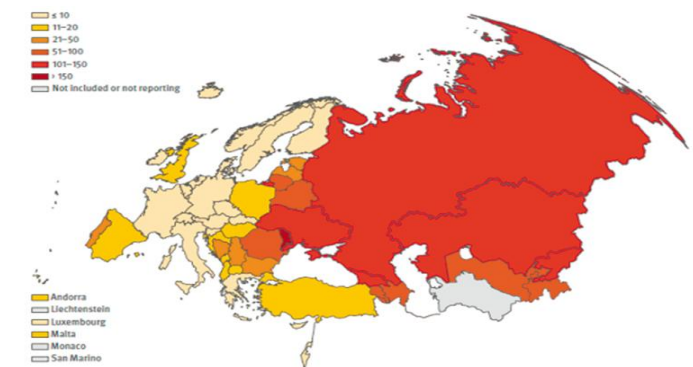 ≤ 10
11–20
21–50
51–100
101–150
> 150
Not included or not reporting
Andorra
Liechtenstein
Luxembourg
Malta
Monaco
San Marino